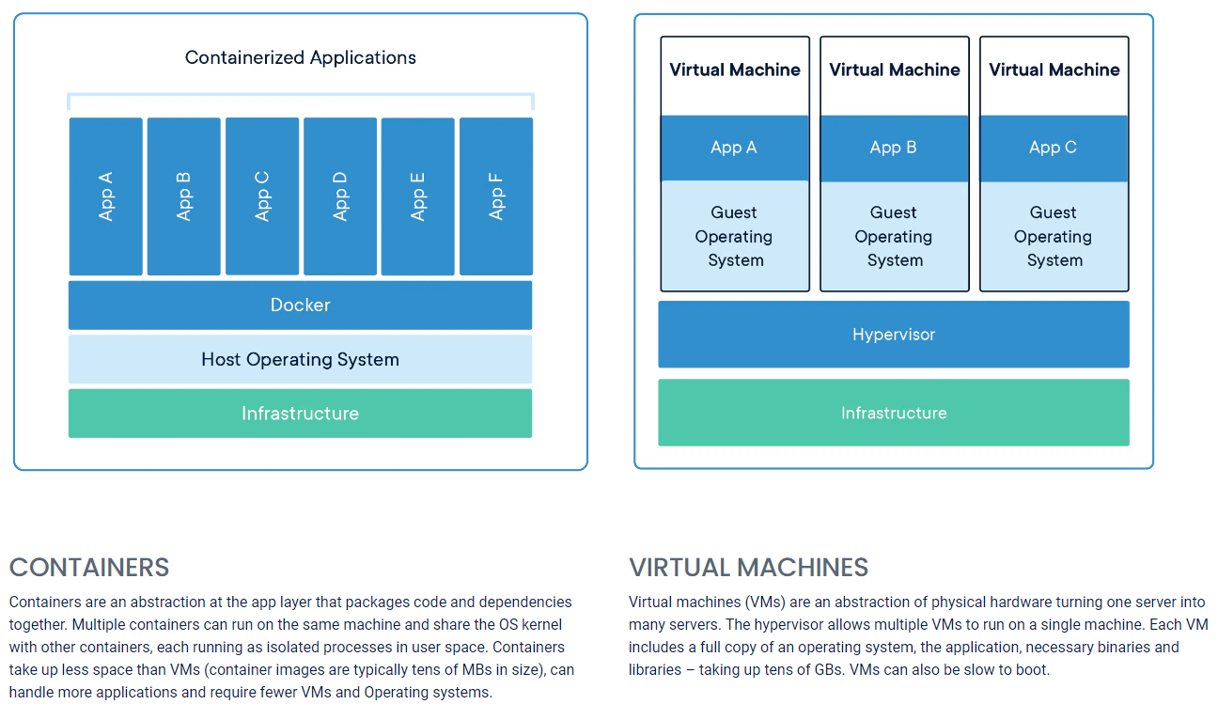 Containerized Applications
App A
App B
App C
App D
App E
App F
Docker
Host Operating System
Infrastructure
Virtual Machine
App A
Guest
Operating
System
Virtual Machine
App B
Guest
Operating
System
Virtual Machine
App C
Guest
Operating
System
Hypervisor
Infrastructure
CONTAINERS
Containers are an abstraction at the app layer that packages code and dependencies
together. Multiple containers can run on the same machine and share the OS kernel
with other containers, each running as isolated processes in user space. Containers
take up less space than VMs (container images are typically tens of MBs in size), can
handle more applications and require fewer VMs and Operating systems.
VIRTUAL MACHINES
Virtual machines (VMs) are an abstraction of physical hardware turning one server into
many servers. The hypervisor allows multiple VMs to run on a single machine. Each VM
includes a full copy of an operating system, the application, necessary binaries and
libraries – taking up tens of GBs. VMs can also be slow to boot.